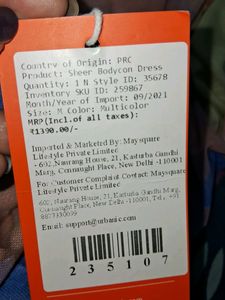 Country of Origin: PRC
Product: Sheer Bodycon Dress
Quantity: 1 N Style ID: 35678
Inventory SKU ID: 259867
Month/Year of Import: 09/2021
Size: M Color: Multicolor
MRP(Incl.of all taxes):
₹1390.00/-
Imported & Marketed By: Maysquare
Lifestyle Private Limited
-602, Naurang House, 21, Kasturba Gandhi
Marg, Connaught Place, New Delhi -110001
For Customer Complaint Contact: Maysquare
Lifestyle Private Limited
602, Naurang House, 21, Kasturba Gandhi Marg,
Connaught Place, New Delhi -110001, Tel.: +91
8877330099
Email: support@urbanic.com
235107